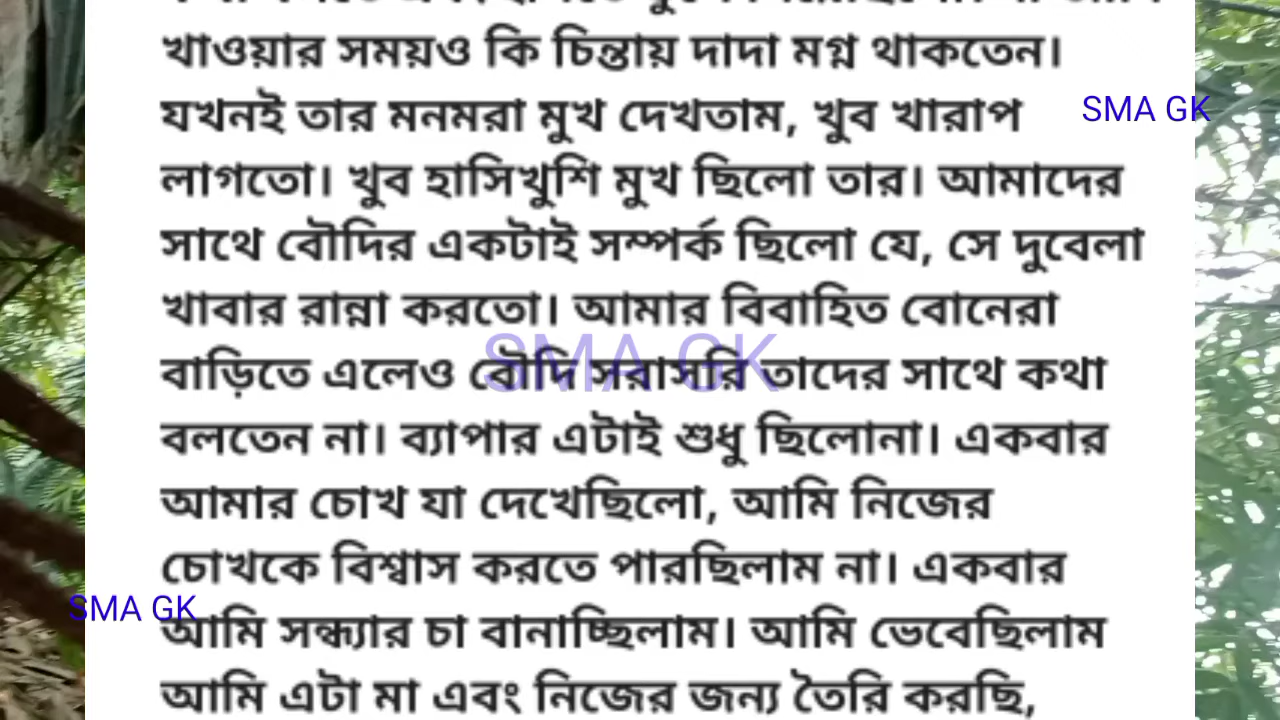 খাওয়ার সময়ও কি চিন্তায় দাদা মগ্ন থাকতেন।
যখনই তার মনমরা মুখ দেখতাম, খুব খারাপ
SMA GK
লাগতো। খুব হাসিখুশি মুখ ছিলো তার। আমাদের
সাথে বৌদির একটাই সম্পর্ক ছিলো যে, সে দুবেলা
খাবার রান্না করতো। আমার বিবাহিত বোনেরা
SMA GK
বাড়িতে এলেও বৌদি সরাসরি তাদের সাথে কথা
বলতেন না। ব্যাপার এটাই শুধু ছিলোনা। একবার
আমার চোখ যা দেখেছিলো, আমি নিজের
চোখকে বিশ্বাস করতে পারছিলাম না। একবার
SMA GK
আমি সন্ধ্যার চা বানাচ্ছিলাম। আমি ভেবেছিলাম
আমি এটা মা এবং নিজের জন্য তৈরি করছি,